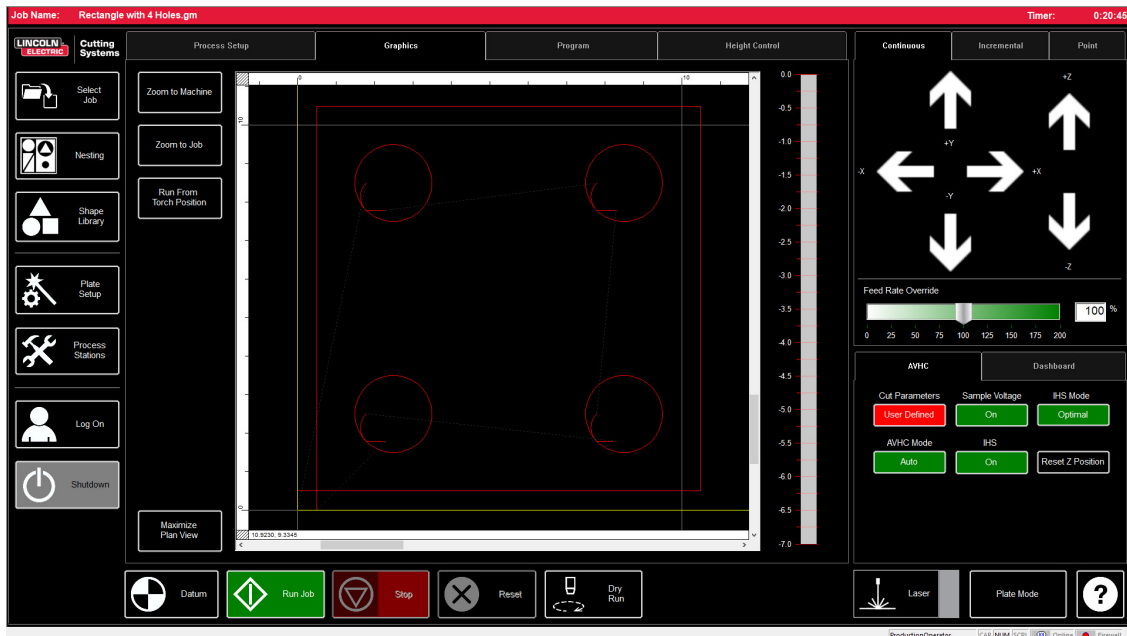 Job Name: Rectangle with 4 Holes.gm Timer: 0:20:45
LINCOLN ELECTRIC
Cutting Systems
Process Setup
Graphics
Program
Height Control
Continuous
Incremental
Point
Select Job
Nesting
Shape Library
Plate Setup
Process Stations
Log On
Shutdown
Zoom to Machine
Zoom to Job
Run From Torch Position
Maximize Plan View
0
10
10
0
10.9230, 9.3345
0.0
-0.5
-1.0
-1.5
-2.0
-2.5
-3.0
-3.5
-4.0
-4.5
-5.0
-5.5
-6.0
-6.5
-7.0
+Y
-X
+X
-Y
+Z
-Z
Feed Rate Override
100 %
0 25 50 75 100 125 150 175 200
AVHC
Dashboard
Cut Parameters
Sample Voltage
IHS Mode
User Defined
On
Optimal
AVHC Mode
IHS
Auto
On
Reset Z Position
Datum
Run Job
Stop
Reset
Dry Run
Laser
Plate Mode
?
ProductionOperator CAP NUM SCRL Online Firewall